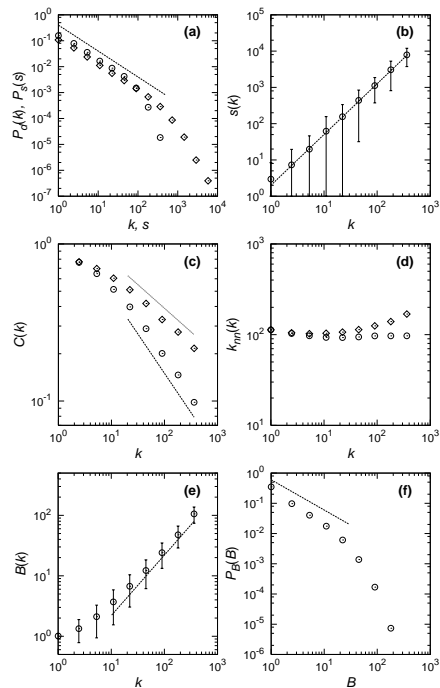 (a)
P_d(k), P_s(s)
10^0
10^-1
10^-2
10^-3
10^-4
10^-5
10^-6
10^-7
10^0 10^1 10^2 10^3 10^4
k, s
(b)
s(k)
10^5
10^4
10^3
10^2
10^1
10^0
10^0 10^1 10^2 10^3
k
(c)
C(k)
10^0
10^-1
10^0 10^1 10^2 10^3
k
(d)
k_nn(k)
10^3
10^2
10^1
10^0 10^1 10^2 10^3
k
(e)
B(k)
10^2
10^1
10^0
10^0 10^1 10^2 10^3
k
(f)
P_B(B)
10^0
10^-1
10^-2
10^-3
10^-4
10^-5
10^-6
10^0 10^1 10^2 10^3
B